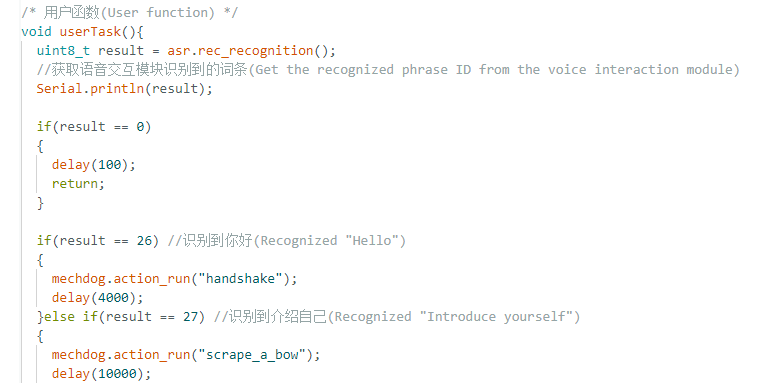 /* 用户函数(User function) */
void userTask(){
uint8_t result = asr.rec_recognition();
//获取语音交互模块识别到的词条(Get the recognized phrase ID from the voice interaction module)
Serial.println(result);
if(result == 0)
{
delay(100);
return;
}
if(result == 26) //识别到你好(Recognized "Hello")
{
mechdog.action_run("handshake");
delay(4000);
}else if(result == 27) //识别到介绍自己(Recognized "Introduce yourself")
{
mechdog.action_run("scrape_a_bow");
delay(10000);